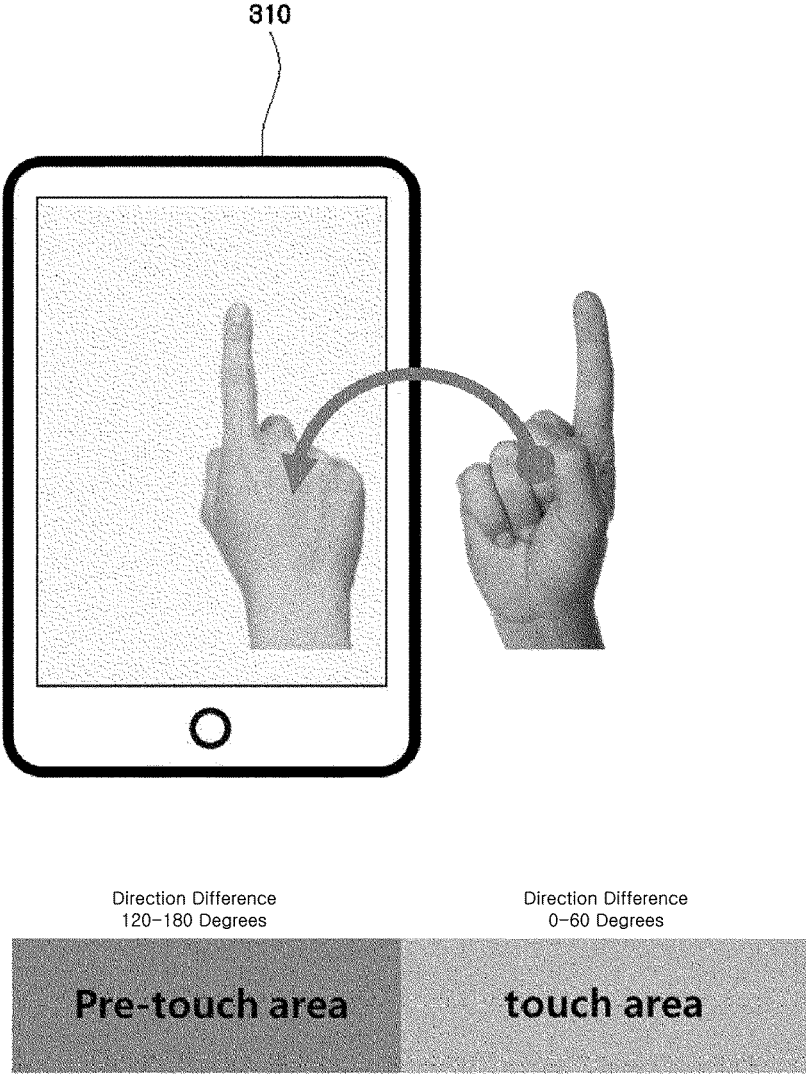 310
Direction Difference
120-180 Degrees
Direction Difference
0-60 Degrees
Pre-touch area
touch area